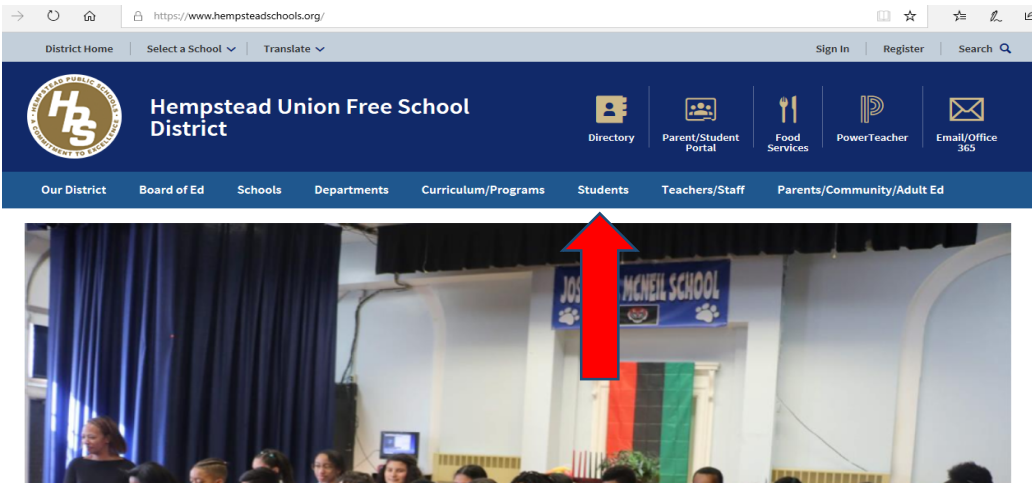 https://www.hempsteadschools.org/
District Home Select a School Translate Sign In Register Search
HEMPSTEAD PUBLIC SCHOOLS
HPS
A COMMITMENT TO EXCELLENCE
Hempstead Union Free School
District
Directory
Parent/Student
Portal
Food
Services
PowerTeacher
Email/Office
365
Our District Board of Ed Schools Departments Curriculum/Programs Students Teachers/Staff Parents/Community/Adult Ed
MCNEIL SCHOOL